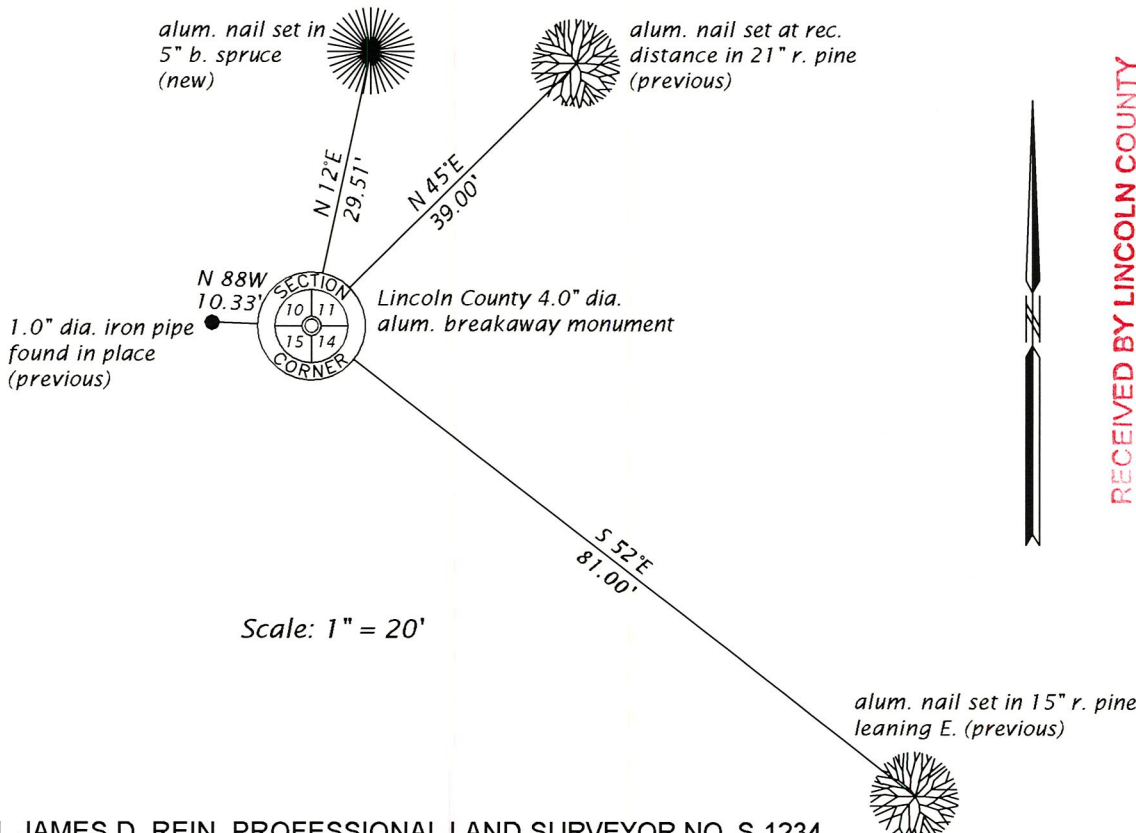 alum. nail set in
5" b. spruce
(new)
alum. nail set at rec.
distance in 21" r. pine
(previous)
N 12°E
29.51'
N 45°E
39.00'
N 88W
10.33'
1.0" dia. iron pipe
found in place
(previous)
SECTION
10 11
15 14
CORNER
Lincoln County 4.0" dia.
alum. breakaway monument
N
RECEIVED BY LINCOLN COUNTY
S 52°E
81.00'
Scale: 1" = 20'
alum. nail set in 15" r. pine
leaning E. (previous)
JAMES D. REIN, PROFESSIONAL LAND SURVEYOR NO. S-1234